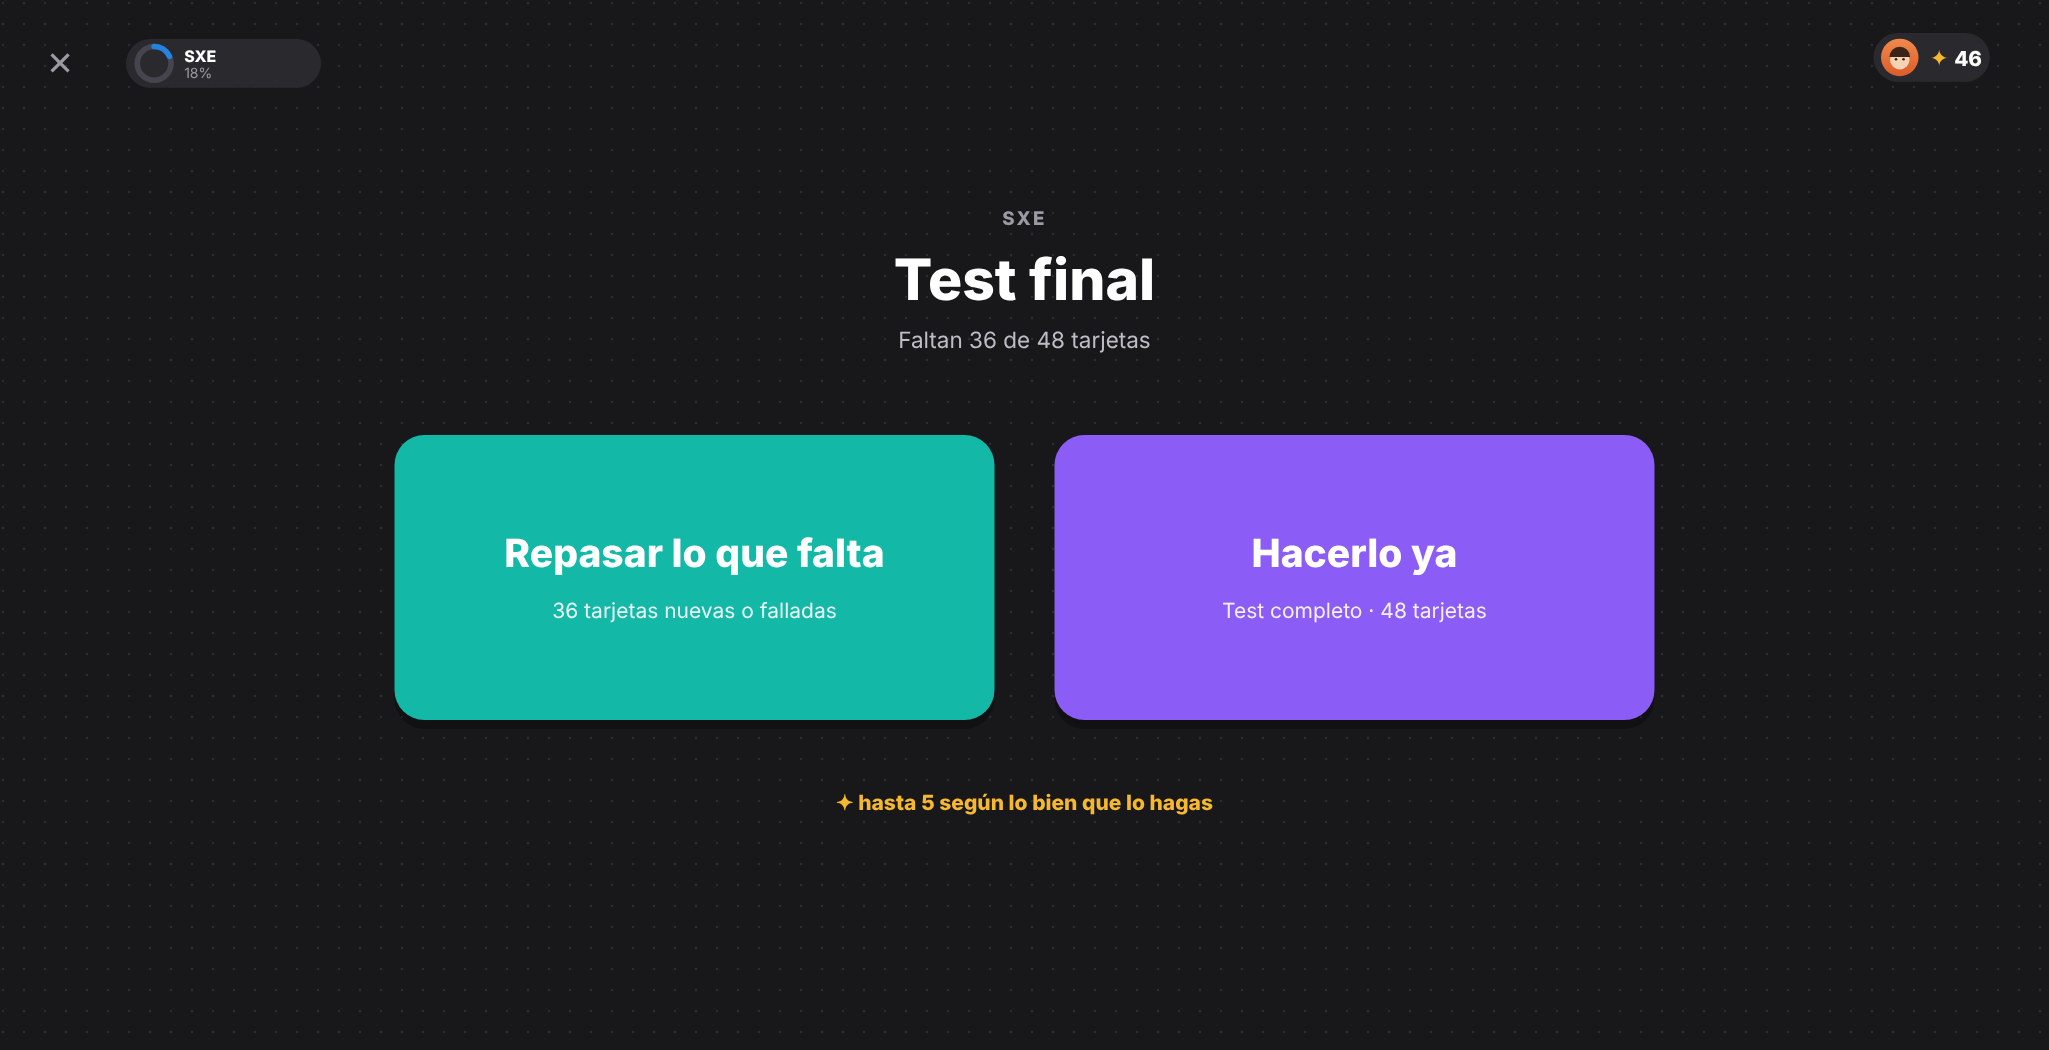 SXE
18%
✦ 46
SXE
Test final
Faltan 36 de 48 tarjetas
Repasar lo que falta
36 tarjetas nuevas o falladas
Hacerlo ya
Test completo · 48 tarjetas
✦ hasta 5 según lo bien que lo hagas